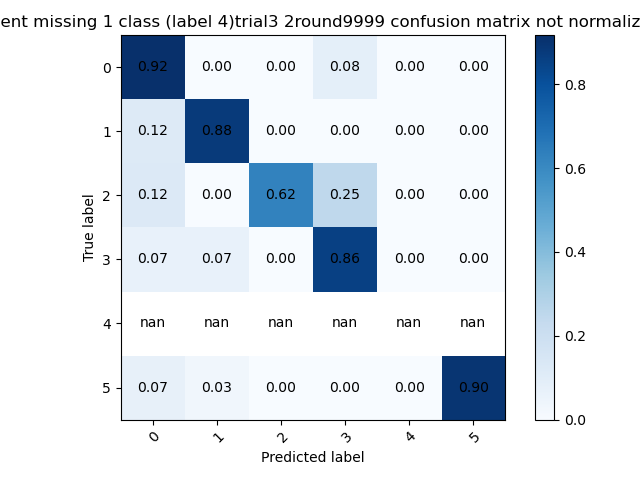 ent missing 1 class (label 4)trial3 2round9999 confusion matrix not normaliz
0 0.92 0.00 0.00 0.08 0.00 0.00
1 0.12 0.88 0.00 0.00 0.00 0.00
2 0.12 0.00 0.62 0.25 0.00 0.00
3 0.07 0.07 0.00 0.86 0.00 0.00
4 nan nan nan nan nan nan
5 0.07 0.03 0.00 0.00 0.00 0.90
0 1 2 3 4 5
True label
Predicted label
0.8
0.6
0.4
0.2
0.0